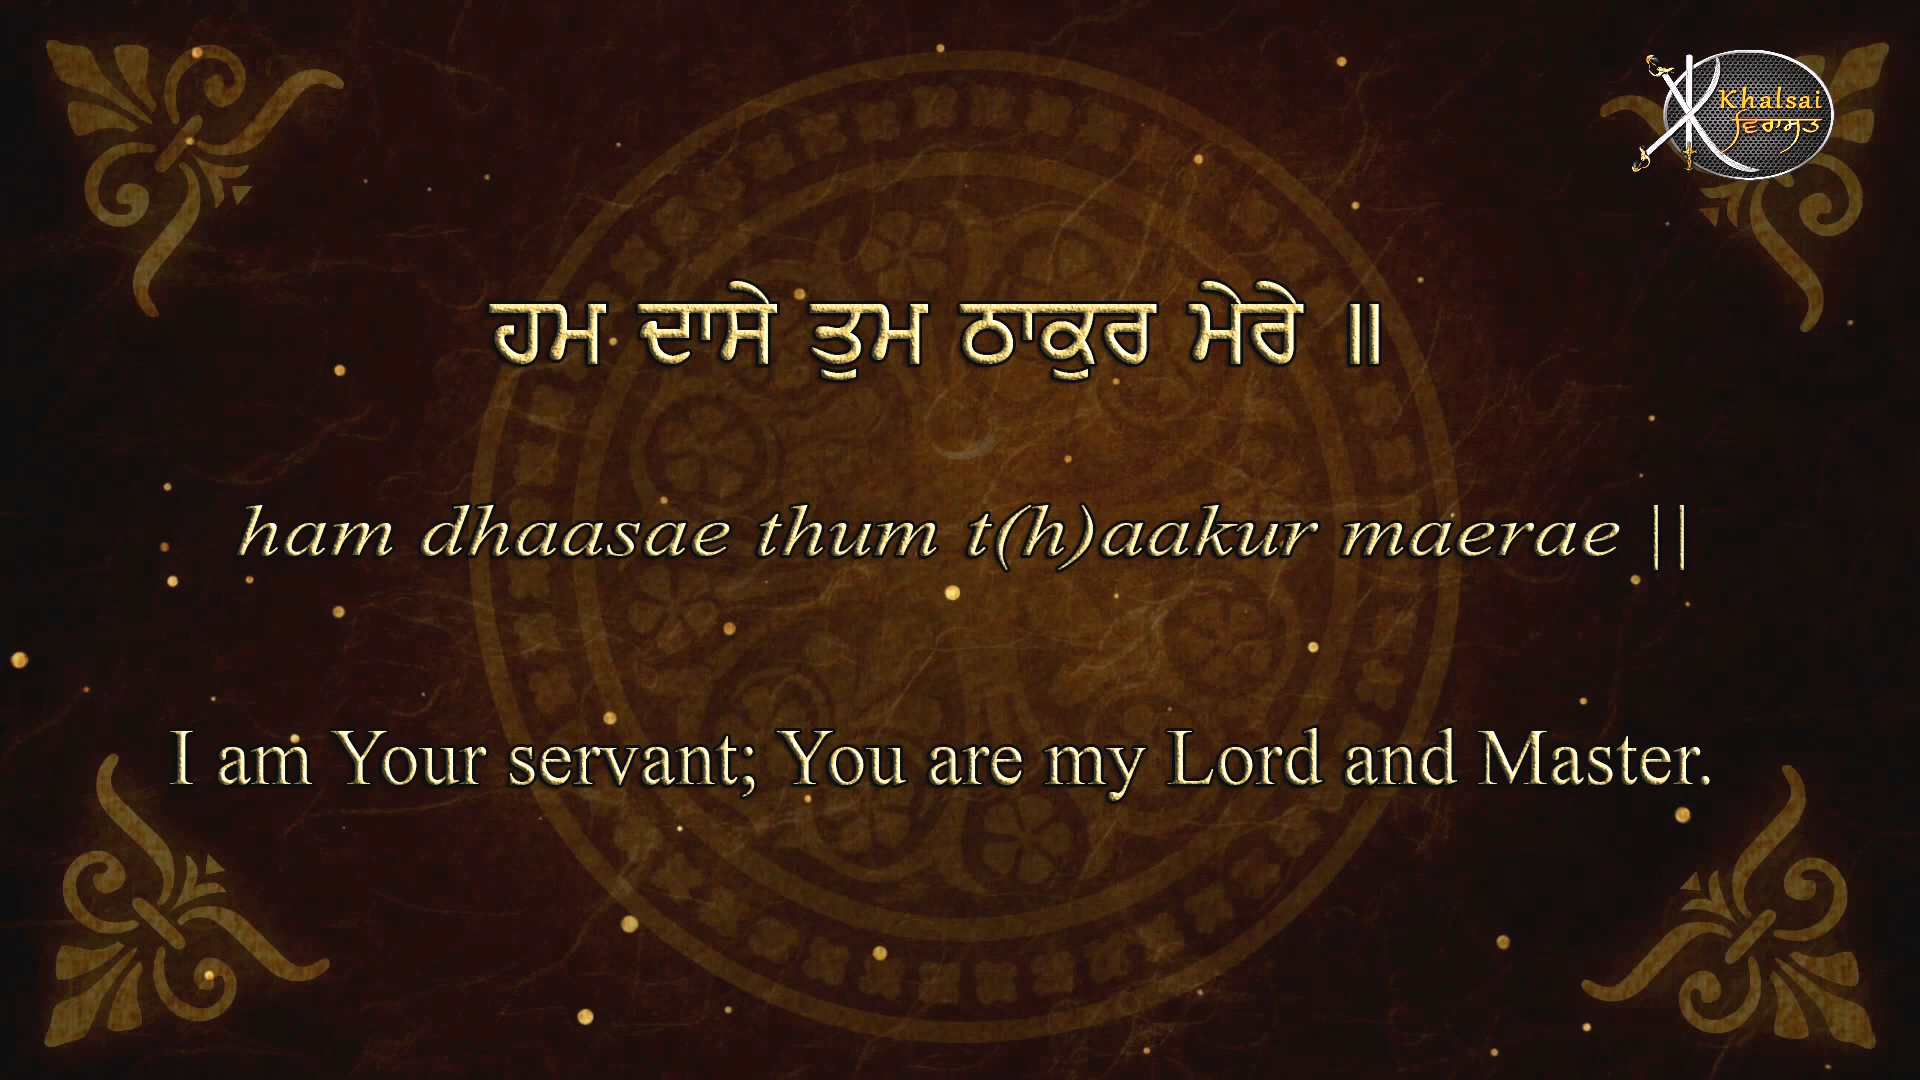 Khalsai
ਵਿਰਾਸਤ
ਹਮ ਦਾਸੇ ਤੁਮ ਠਾਕੁਰ ਮੇਰੇ ॥
ham dhaasae thum t(h)aakur maerae ||
I am Your servant; You are my Lord and Master.